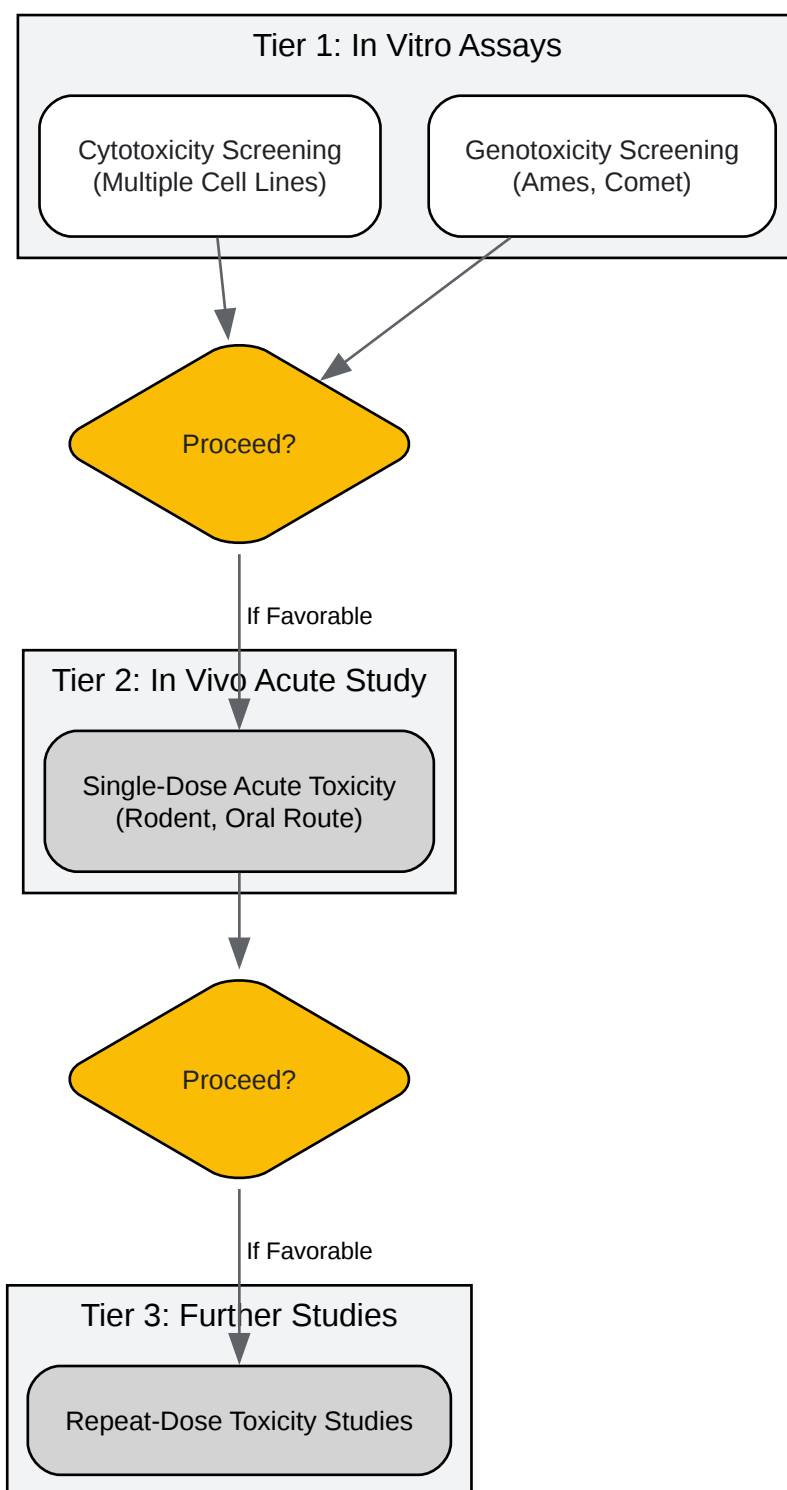 Tier 1: In Vitro Assays
Cytotoxicity Screening
(Multiple Cell Lines)
Genotoxicity Screening
(Ames, Comet)
Proceed?
If Favorable
Tier 2: In Vivo Acute Study
Single-Dose Acute Toxicity
(Rodent, Oral Route)
Proceed?
If Favorable
Tier 3: Further Studies
Repeat-Dose Toxicity Studies